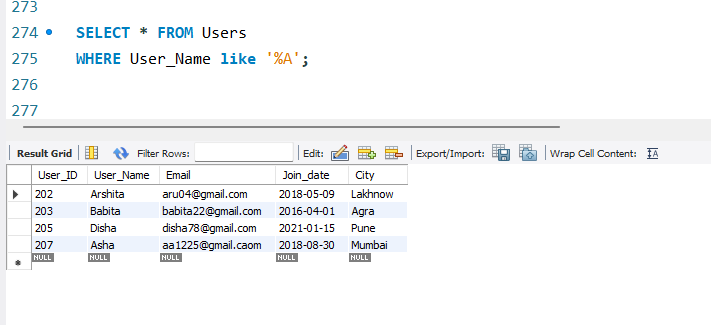 273
274 SELECT * FROM Users
275 WHERE User_Name like '%A';
276
277
Result Grid Filter Rows: Edit: Export/Import: Wrap Cell Content:
User_ID User_Name Email Join_date City
202 Arshita aru04@gmail.com 2018-05-09 Lakhnow
203 Babita babita22@gmail.com 2016-04-01 Agra
205 Disha disha78@gmail.com 2021-01-15 Pune
207 Asha aa1225@gmail.caom 2018-08-30 Mumbai
NULL NULL NULL NULL NULL